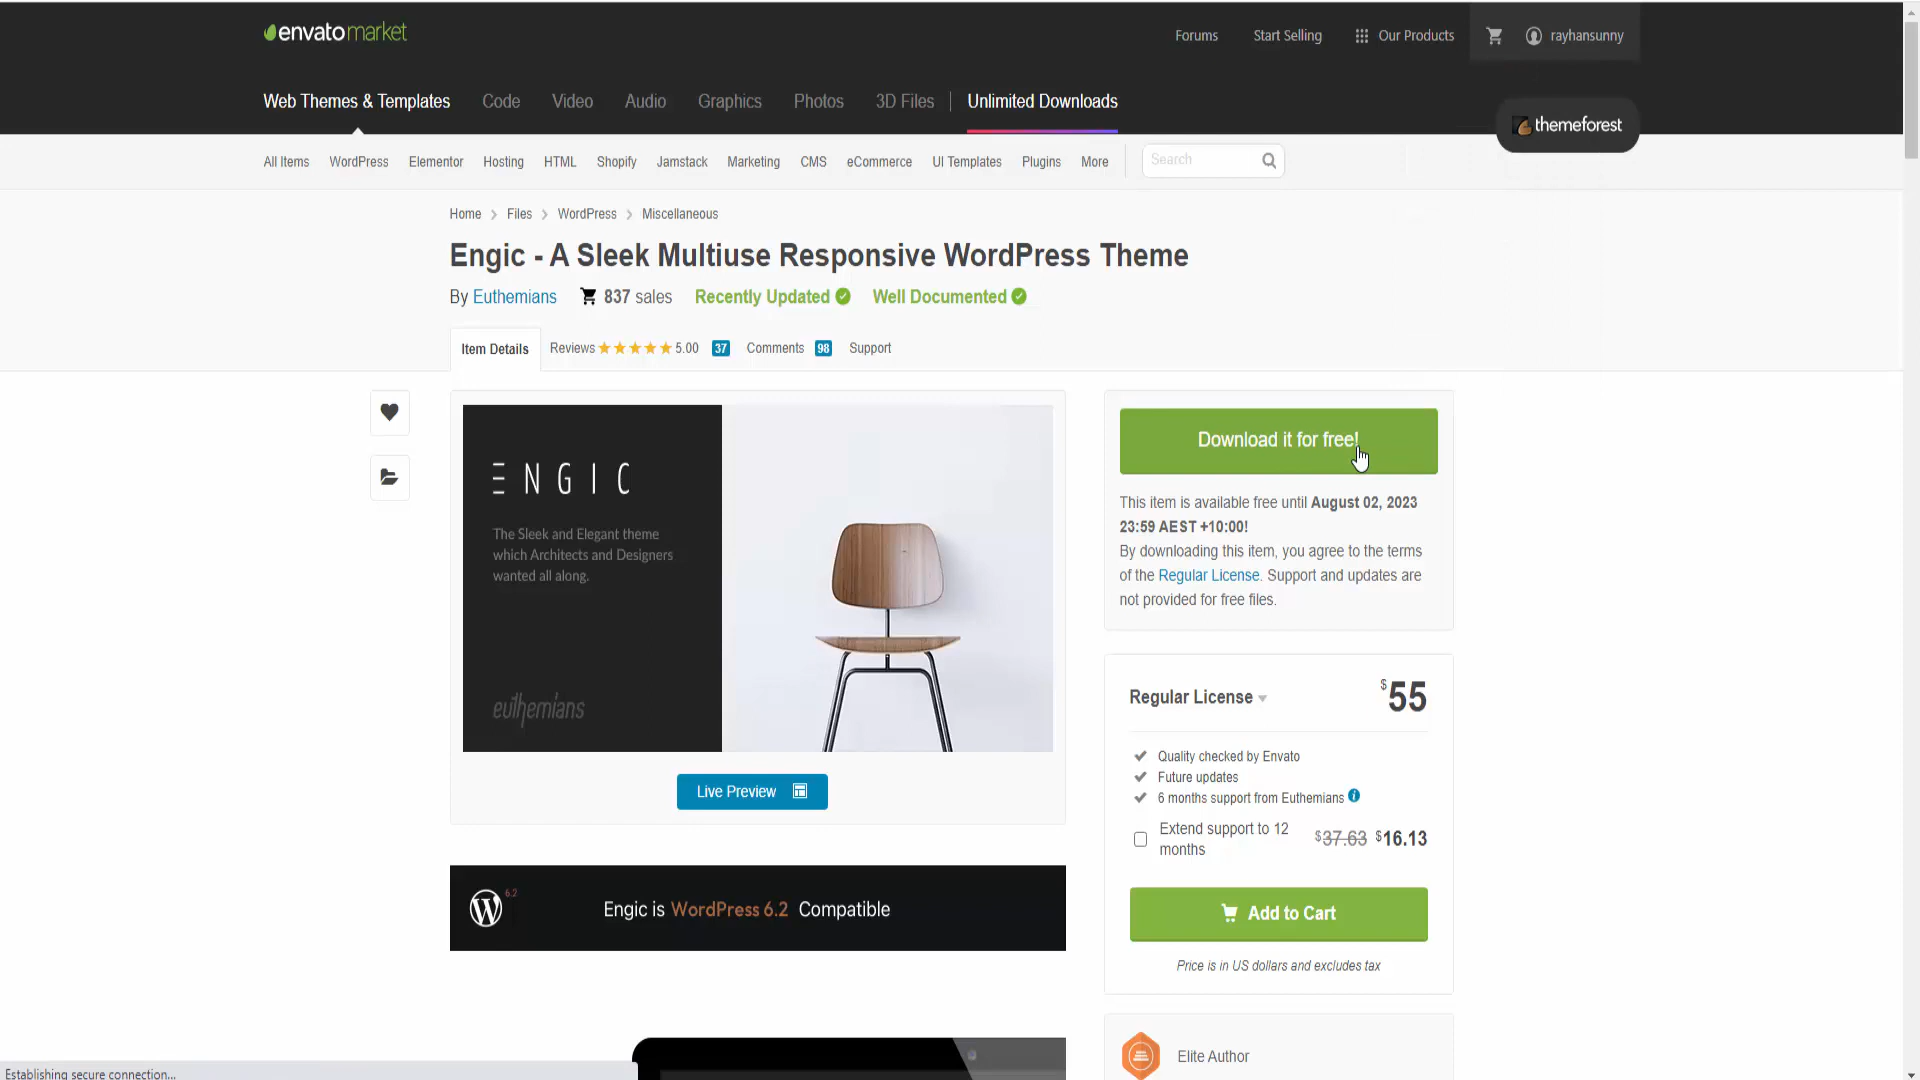 envatomarket
Forums
Start Selling
Our Products
rayhansunny
Web Themes & Templates
Code
Video
Audio
Graphics
Photos
3D Files
Unlimited Downloads
themeforest
All Items
WordPress
Elementor
Hosting
HTML
Shopify
Jamstack
Marketing
CMS
eCommerce
UI Templates
Plugins
More
Search
Home
Files
WordPress
Miscellaneous
Engic - A Sleek Multiuse Responsive WordPress Theme
By Euthemians
837 sales
Recently Updated
Well Documented
Item Details
Reviews
5.00
37
Comments
98
Support
ENGIC
The Sleek and Elegant theme
which Architects and Designers
wanted all along.
euthemians
Live Preview
Download it for free!
This item is available free until August 02, 2023
23:59 AEST +10:00!
By downloading this item, you agree to the terms
of the Regular License. Support and updates are
not provided for free files.
Regular License
$55
Quality checked by Envato
Future updates
6 months support from Euthemians
Extend support to 12
months
$37.63 $16.13
Add to Cart
Price is in US dollars and excludes tax
6.2
Engic is WordPress 6.2 Compatible
Elite Author
Establishing secure connection...